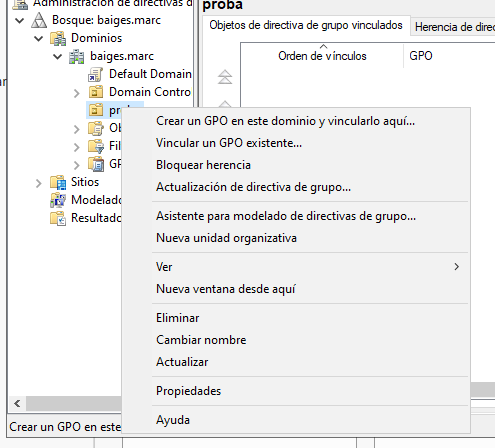 Administración de directivas d
Bosque: baiges.marc
Dominios
baiges.marc
Default Domain
Domain Contro
Ob
Fil
GP
Sitios
Modelado
Resultado
proba
Objetos de directiva de grupo vinculados
Herencia de direc
Orden de vínculos
GPO
Crear un GPO en este dominio y vincularlo aquí...
Vincular un GPO existente...
Bloquear herencia
Actualización de directiva de grupo...
Asistente para modelado de directivas de grupo...
Nueva unidad organizativa
Ver
Nueva ventana desde aquí
Eliminar
Cambiar nombre
Actualizar
Propiedades
Ayuda
Crear un GPO en este